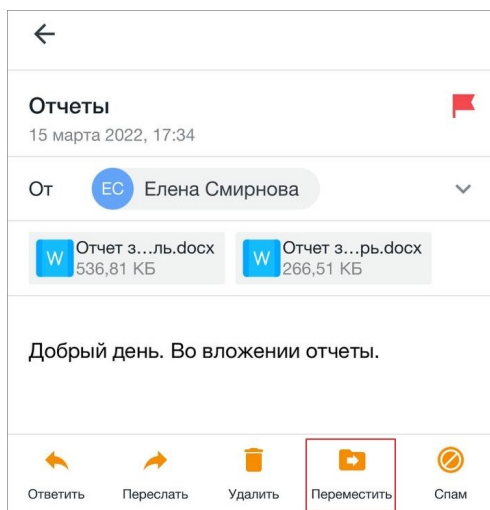 Отчеты
15 марта 2022, 17:34
От ЕС Елена Смирнова
W Отчет з...ль.docx W Отчет з...рь.docx
536,81 КБ 266,51 КБ
Добрый день. Во вложении отчеты.
Ответить Переслать Удалить Переместить Спам